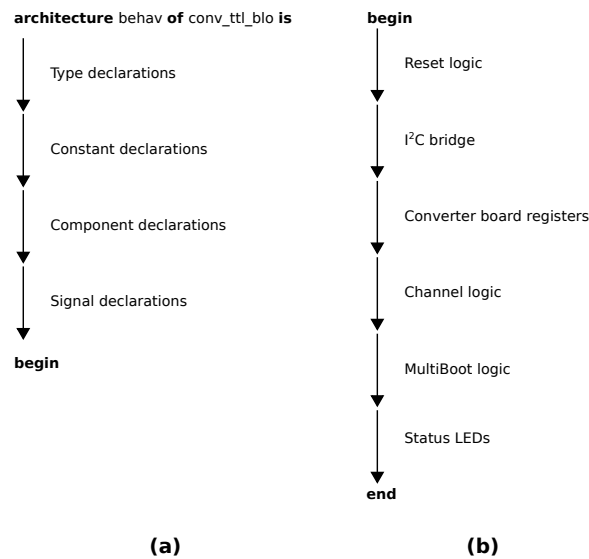 architecture behav of conv_ttl_blo is
Type declarations
Constant declarations
Component declarations
Signal declarations
begin
(a)
begin
Reset logic
I²C bridge
Converter board registers
Channel logic
MultiBoot logic
Status LEDs
end
(b)